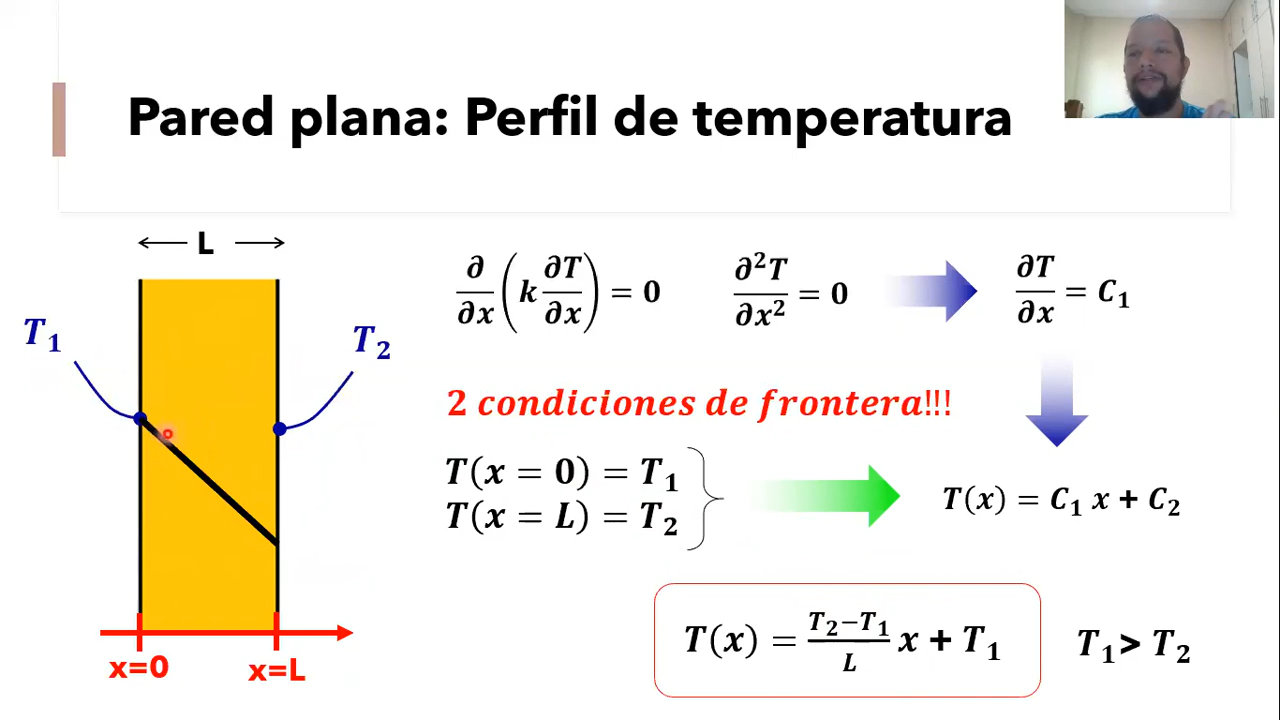 Pared plana: Perfil de temperatura
L
T₁
T₂
x=0
x=L
∂/∂x (k ∂T/∂x) = 0
∂²T/∂x² = 0
∂T/∂x = C₁
2 condiciones de frontera!!!
T(x = 0) = T₁
T(x = L) = T₂
T(x) = C₁ x + C₂
T(x) = (T₂−T₁)/L x + T₁
T₁> T₂